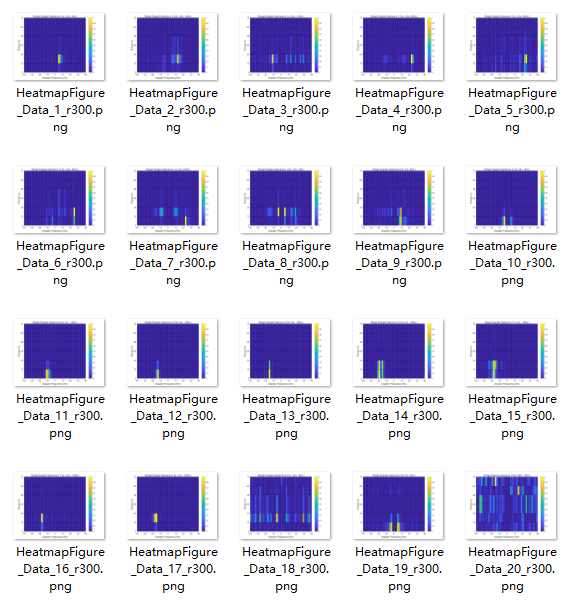 HeatmapFigure HeatmapFigure HeatmapFigure HeatmapFigure HeatmapFigure
_Data_1_r300.p _Data_2_r300.p _Data_3_r300.p _Data_4_r300.p _Data_5_r300.p
ng ng ng ng ng
HeatmapFigure HeatmapFigure HeatmapFigure HeatmapFigure HeatmapFigure
_Data_6_r300.p _Data_7_r300.p _Data_8_r300.p _Data_9_r300.p _Data_10_r300.
ng ng ng ng png
HeatmapFigure HeatmapFigure HeatmapFigure HeatmapFigure HeatmapFigure
_Data_11_r300. _Data_12_r300. _Data_13_r300. _Data_14_r300. _Data_15_r300.
png png png png png
HeatmapFigure HeatmapFigure HeatmapFigure HeatmapFigure HeatmapFigure
_Data_16_r300. _Data_17_r300. _Data_18_r300. _Data_19_r300. _Data_20_r300.
png png png png png